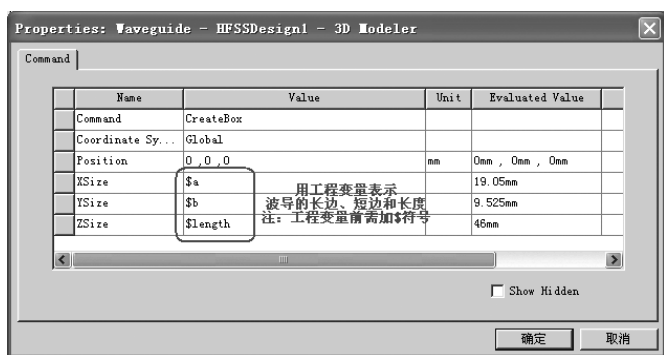 Properties: Waveguide - HFSSDesign1 - 3D Modeler
Command
Name Value Unit Evaluated Value
Command CreateBox
Coordinate Sy... Global
Position 0 ,0 ,0 mm 0mm , 0mm , 0mm
XSize $a 19.05mm
YSize $b 9.525mm
ZSize $length 46mm
用工程变量表示
波导的长边、短边和长度
注：工程变量前需加$符号
Show Hidden
确定 取消